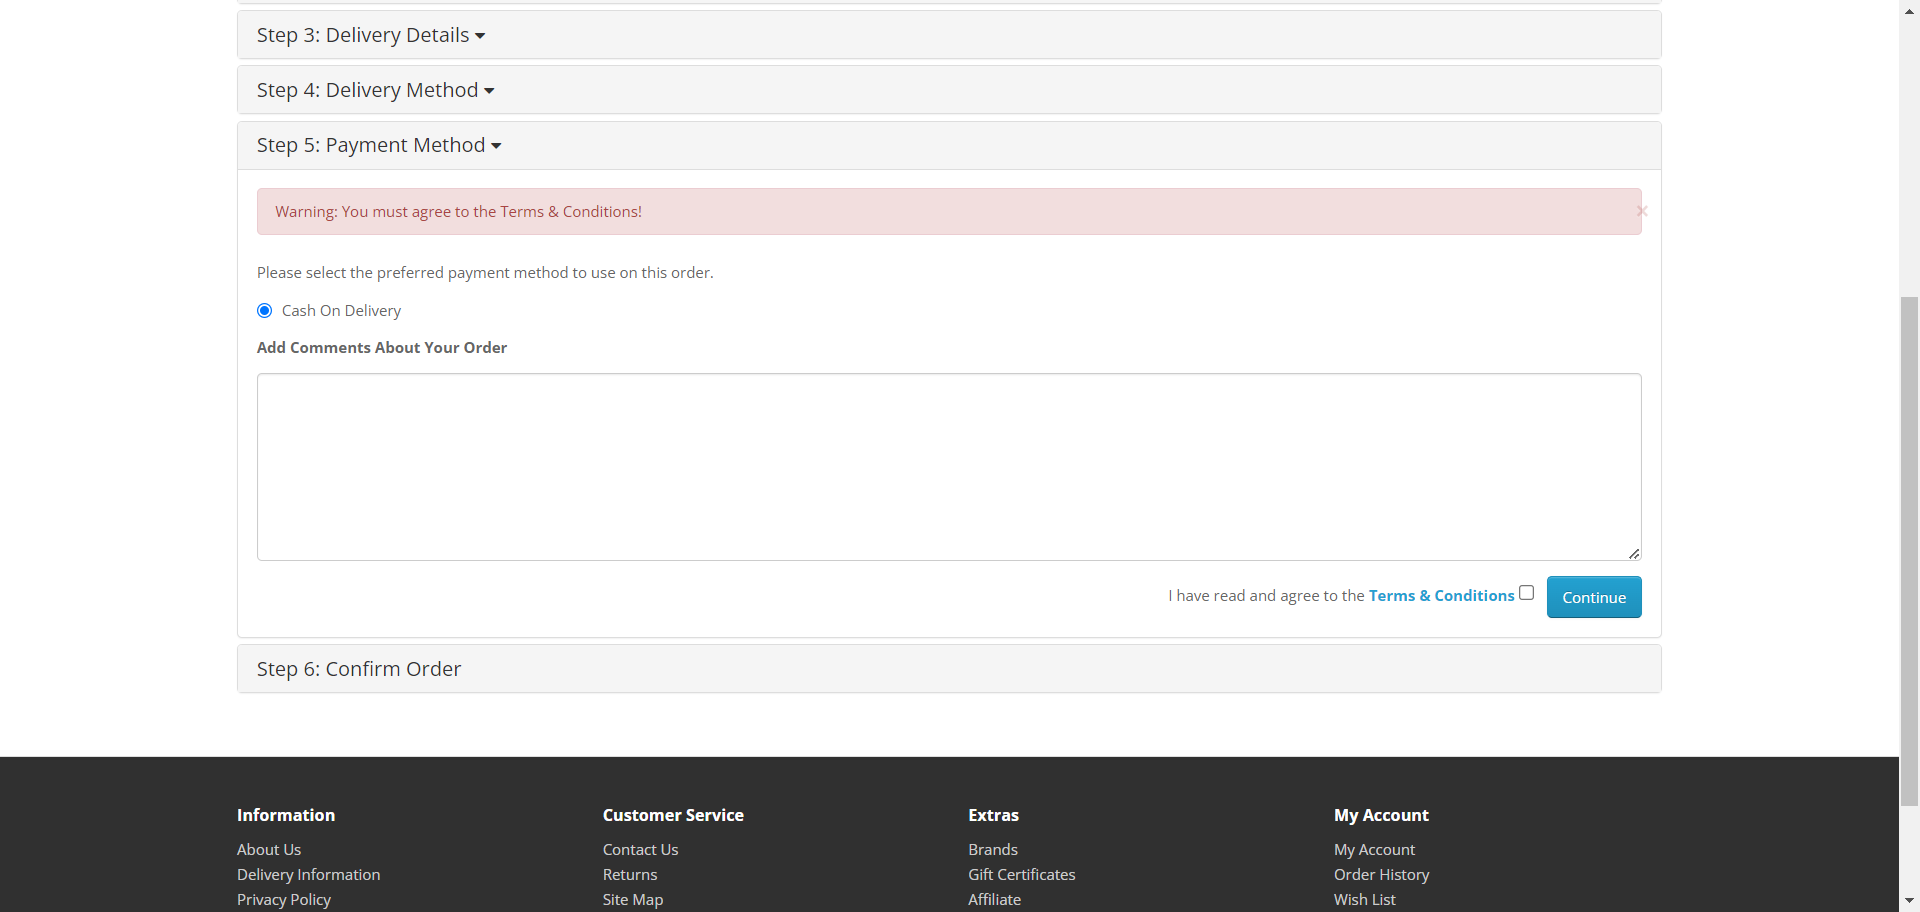 Step 3: Delivery Details
Step 4: Delivery Method
Step 5: Payment Method
Warning: You must agree to the Terms & Conditions!
×
Please select the preferred payment method to use on this order.
Cash On Delivery
Add Comments About Your Order
I have read and agree to the Terms & Conditions
Continue
Step 6: Confirm Order
Information
About Us
Delivery Information
Privacy Policy
Customer Service
Contact Us
Returns
Site Map
Extras
Brands
Gift Certificates
Affiliate
My Account
My Account
Order History
Wish List